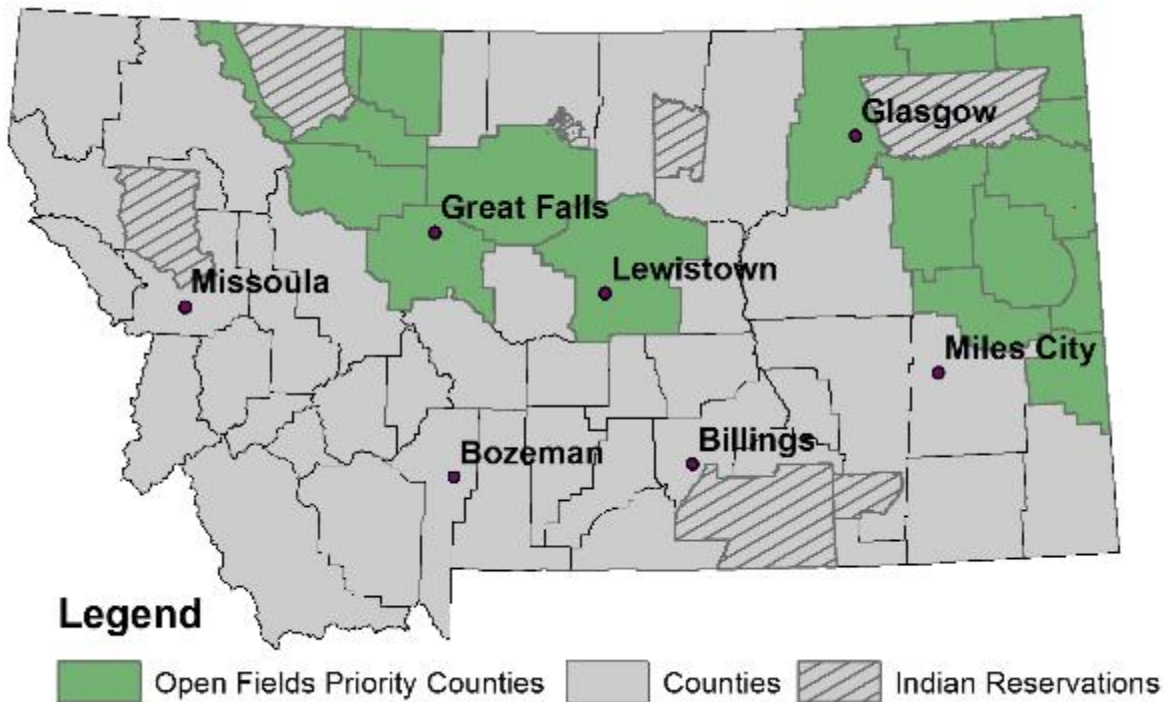 Glasgow
Great Falls
Lewistown
Missoula
Miles City
Billings
Bozeman
Legend
Open Fields Priority Counties
Counties
Indian Reservations